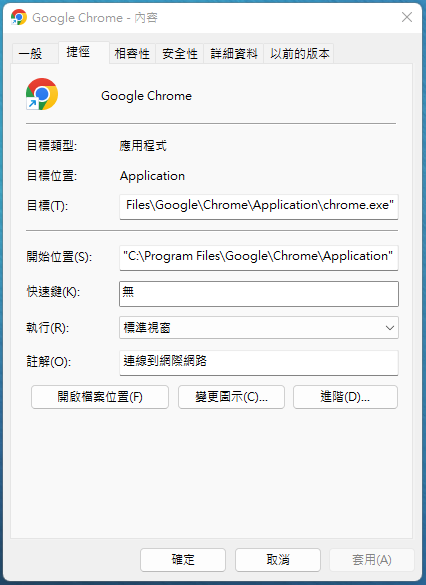 Google Chrome - 內容
一般 捷徑 相容性 安全性 詳細資料 以前的版本
Google Chrome
目標類型: 應用程式
目標位置: Application
目標(T): Files\Google\Chrome\Application\chrome.exe"
開始位置(S): "C:\Program Files\Google\Chrome\Application"
快速鍵(K): 無
執行(R): 標準視窗
註解(O): 連線到網際網路
開啟檔案位置(F) 變更圖示(C)... 進階(D)...
確定 取消 套用(A)